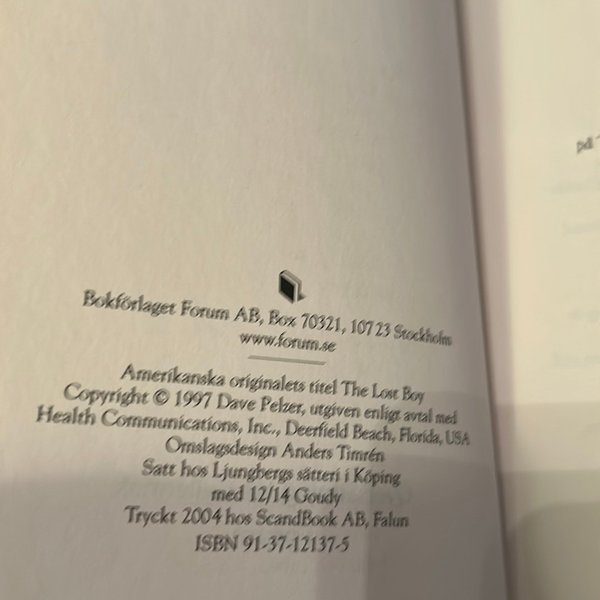 Bokförlaget Forum AB, Box 70321, 107 23 Stockholm
www.forum.se
Amerikanska originalets titel The Lost Boy
Copyright © 1997 Dave Pelzer, utgiven enligt avtal med
Health Communications, Inc., Deerfield Beach, Florida, USA
Omslagsdesign Anders Timrén
Satt hos Ljungbergs sätteri i Köping
med 12/14 Goudy
Tryckt 2004 hos ScandBook AB, Falun
ISBN 91-37-12137-5